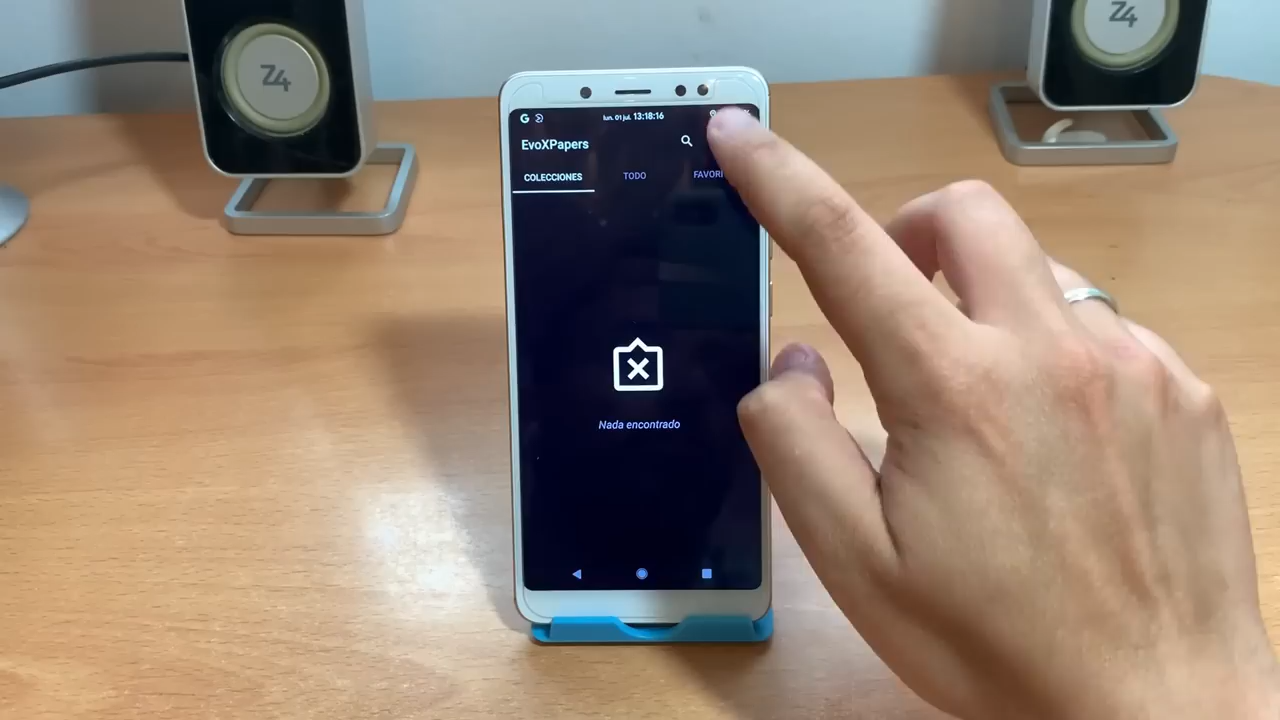 Z4
Z4
lun. 01 jul. 13:18:16
EvoXPapers
COLECCIONES TODO FAVORI
Nada encontrado